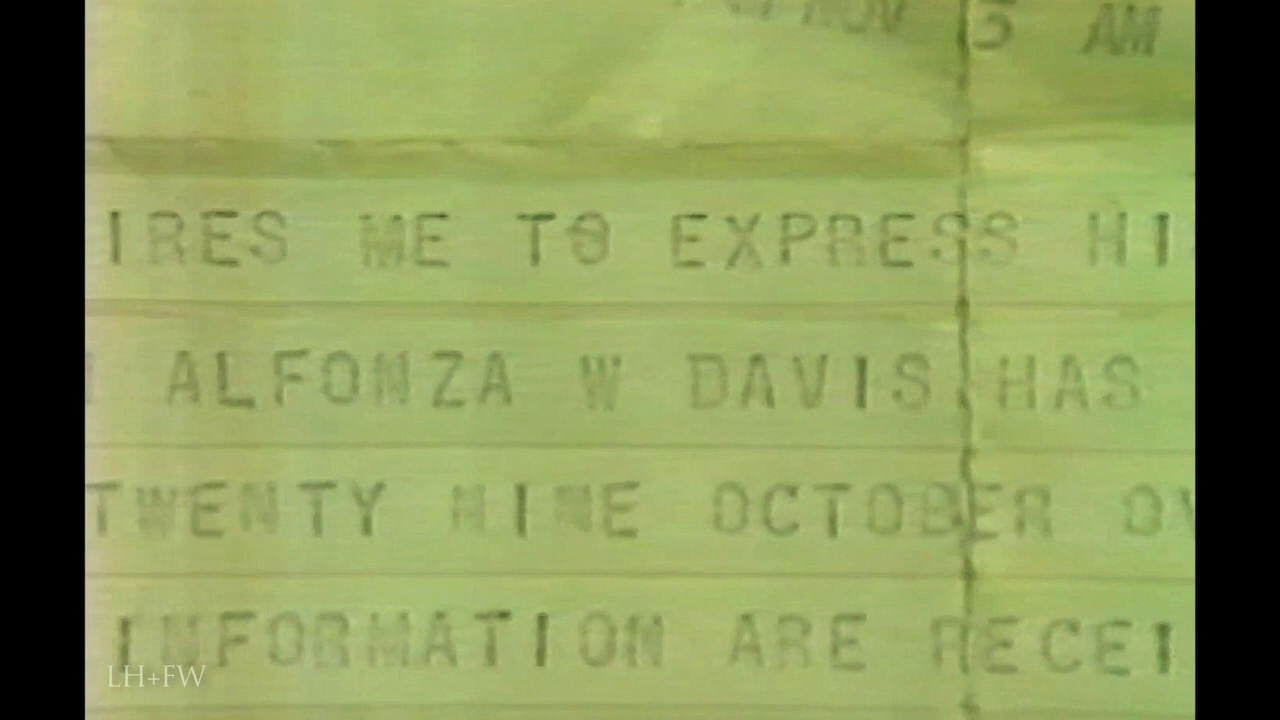 NOV 5 AM
IRES ME TO EXPRESS HI
ALFONZA W DAVIS HAS
TWENTY NINE OCTOBER OV
INFORMATION ARE RECEI
LH+FW